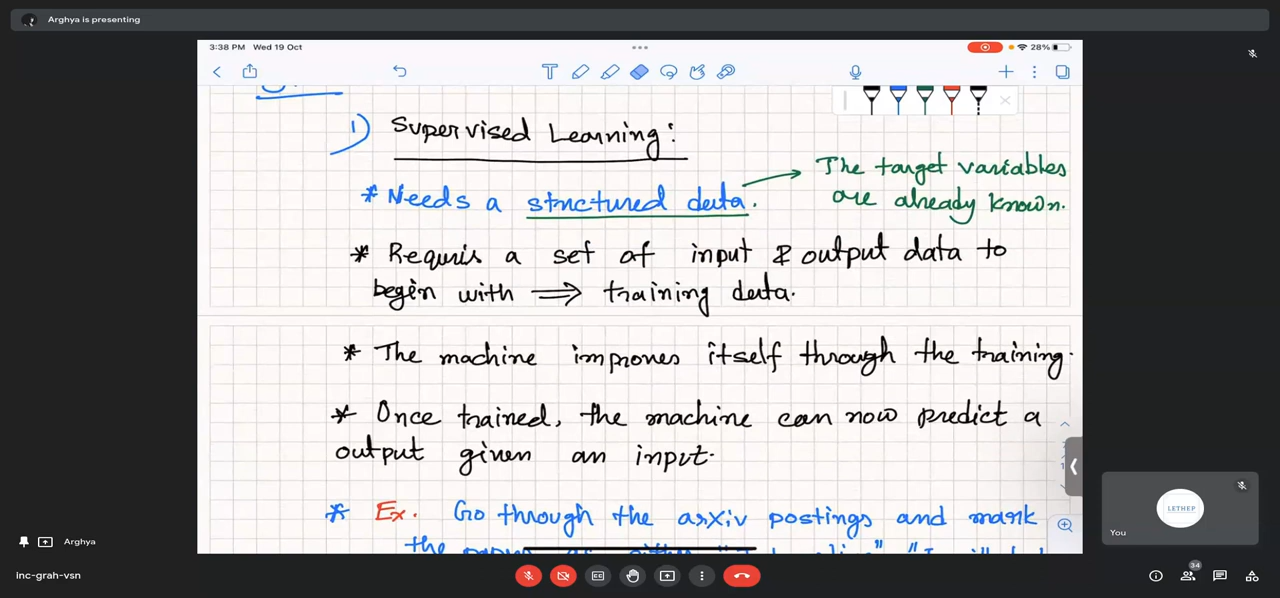 Arghya is presenting
3:38 PM Wed 19 Oct
28%
1) Supervised Learning:
* Needs a structured data.
The target variables
are already known.
* Requris a set of input & output data to
begin with ⟹ training data.
* The machine improves itself through the training.
* Once trained, the machine can now predict a
output given an input.
* Ex. Go through the arxiv postings and mark
the
LETHEP
You
Arghya
lnc-grah-vsn
34